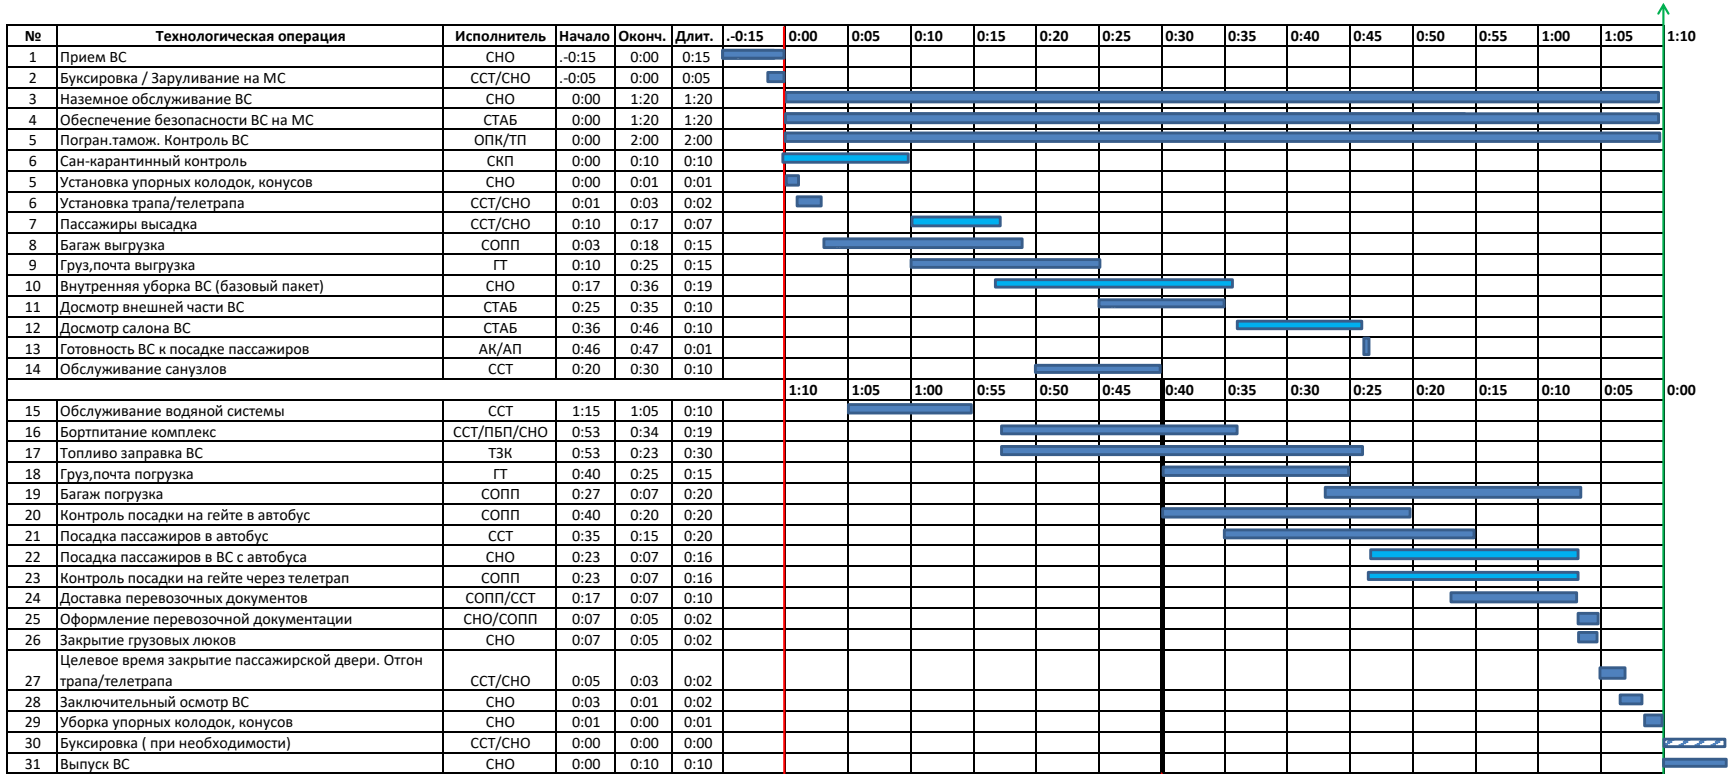 № Технологическая операция Исполнитель Начало Оконч. Длит. .-0:15 0:00 0:05 0:10 0:15 0:20 0:25 0:30 0:35 0:40 0:45 0:50 0:55 1:00 1:05 1:10
1 Прием ВС СНО .-0:15 0:00 0:15
2 Буксировка / Заруливание на МС ССТ/СНО .-0:05 0:00 0:05
3 Наземное обслуживание ВС СНО 0:00 1:20 1:20
4 Обеспечение безопасности ВС на МС СТАБ 0:00 1:20 1:20
5 Погран.тамож. Контроль ВС ОПК/ТП 0:00 2:00 2:00
6 Сан-карантинный контроль СКП 0:00 0:10 0:10
5 Установка упорных колодок, конусов СНО 0:00 0:01 0:01
6 Установка трапа/телетрапа ССТ/СНО 0:01 0:03 0:02
7 Пассажиры высадка ССТ/СНО 0:10 0:17 0:07
8 Багаж выгрузка СОПП 0:03 0:18 0:15
9 Груз,почта выгрузка ГТ 0:10 0:25 0:15
10 Внутренняя уборка ВС (базовый пакет) СНО 0:17 0:36 0:19
11 Досмотр внешней части ВС СТАБ 0:25 0:35 0:10
12 Досмотр салона ВС СТАБ 0:36 0:46 0:10
13 Готовность ВС к посадке пассажиров АК/АП 0:46 0:47 0:01
14 Обслуживание санузлов ССТ 0:20 0:30 0:10
1:10 1:05 1:00 0:55 0:50 0:45 0:40 0:35 0:30 0:25 0:20 0:15 0:10 0:05 0:00
15 Обслуживание водяной системы ССТ 1:15 1:05 0:10
16 Бортпитание комплекс ССТ/ПБП/СНО 0:53 0:34 0:19
17 Топливо заправка ВС ТЗК 0:53 0:23 0:30
18 Груз,почта погрузка ГТ 0:40 0:25 0:15
19 Багаж погрузка СОПП 0:27 0:07 0:20
20 Контроль посадки на гейте в автобус СОПП 0:40 0:20 0:20
21 Посадка пассажиров в автобус ССТ 0:35 0:15 0:20
22 Посадка пассажиров в ВС с автобуса СНО 0:23 0:07 0:16
23 Контроль посадки на гейте через телетрап СОПП 0:23 0:07 0:16
24 Доставка перевозочных документов СОПП/ССТ 0:17 0:07 0:10
25 Оформление перевозочной документации СНО/СОПП 0:07 0:05 0:02
26 Закрытие грузовых люков СНО 0:07 0:05 0:02
Целевое время закрытие пассажирской двери. Отгон
27 трапа/телетрапа ССТ/СНО 0:05 0:03 0:02
28 Заключительный осмотр ВС СНО 0:03 0:01 0:02
29 Уборка упорных колодок, конусов СНО 0:01 0:00 0:01
30 Буксировка ( при необходимости) ССТ/СНО 0:00 0:00 0:00
31 Выпуск ВС СНО 0:00 0:10 0:10